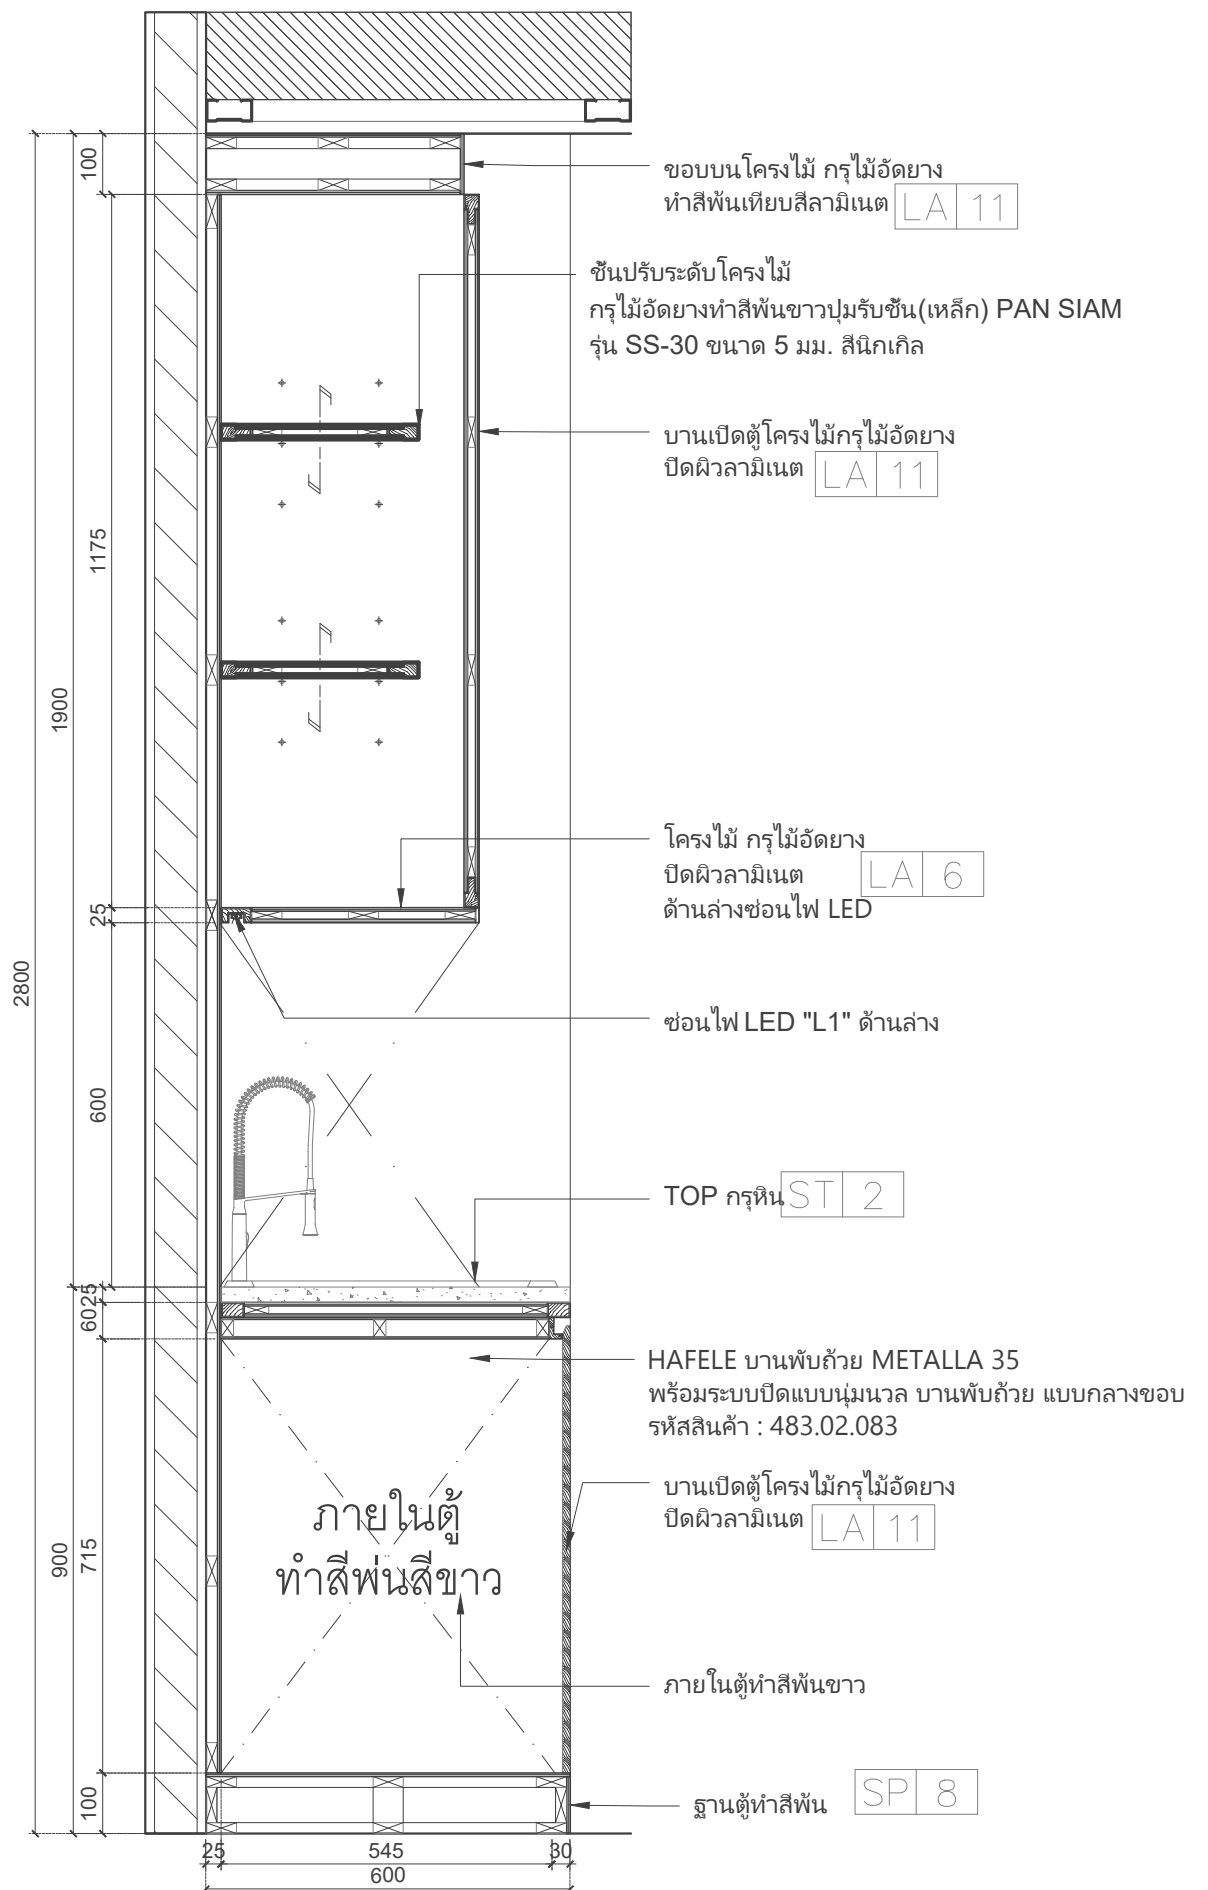 100
ขอบบนโครงไม้ กรุไม้อัดยาง
ทำสีพ้นเทียบสีลามิเนต LA 11
ชั้นปรับระดับโครงไม้
กรุไม้อัดยางทำสีพ้นขาวปุ่มรับชั้น(เหล็ก) PAN SIAM
รุ่น SS-30 ขนาด 5 มม. สีนิกเกิล
บานเปิดตู้โครงไม้กรุไม้อัดยาง
ปิดผิวลามิเนต LA 11
1175
1900
โครงไม้ กรุไม้อัดยาง
ปิดผิวลามิเนต LA 6
ด้านล่างซ่อนไฟ LED
25
2800
ซ่อนไฟ LED "L1" ด้านล่าง
600
TOP กรุหิน ST 2
25
60
HAFELE บานพับถ้วย METALLA 35
พร้อมระบบปิดแบบนุ่มนวล บานพับถ้วย แบบกลางขอบ
รหัสสินค้า : 483.02.083
บานเปิดตู้โครงไม้กรุไม้อัดยาง
ปิดผิวลามิเนต LA 11
ภายในตู้
ทำสีพ่นสีขาว
900
715
ภายในตู้ทำสีพ้นขาว
100
ฐานตู้ทำสีพ้น SP 8
25 545 30
600